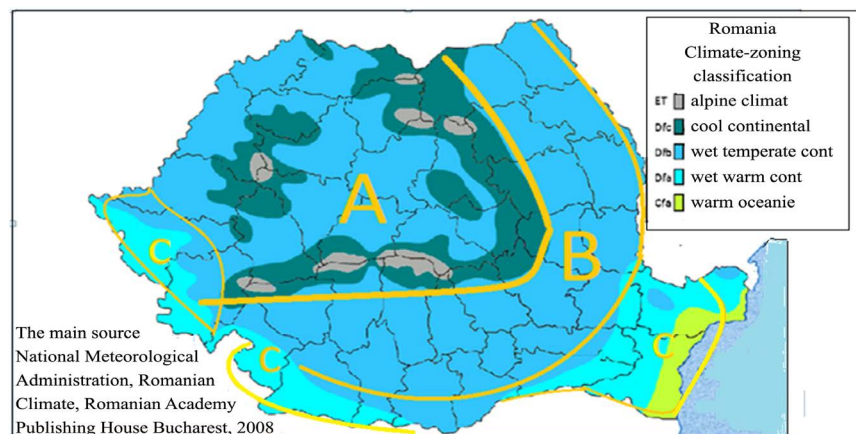 Romania
Climate-zoning
classification
ET alpine climat
Dfc cool continental
Dfb wet temperate cont
Dfa wet warm cont
Cfa warm oceanie
A
B
C
C
C
The main source
National Meteorological
Administration, Romanian
Climate, Romanian Academy
Publishing House Bucharest, 2008